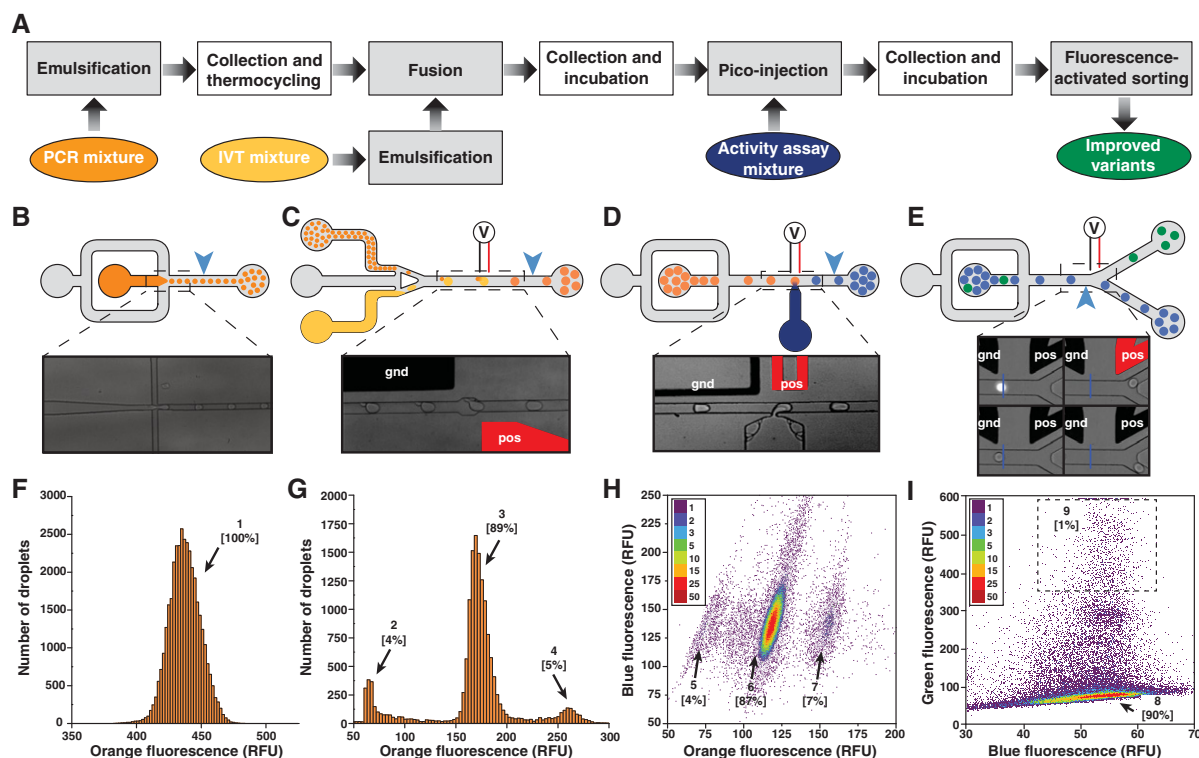 A
Emulsification
Collection and
thermocycling
Fusion
Collection and
incubation
Pico-injection
Collection and
incubation
Fluorescence-
activated sorting
PCR mixture
IVT mixture
Emulsification
Activity assay
mixture
Improved
variants
B
C
D
E
V
V
V
gnd
pos
gnd
pos
gnd
pos
gnd
pos
gnd
pos
gnd
pos
F
Number of droplets
3000
2500
2000
1500
1000
500
0
1
[100%]
350
400
450
500
Orange fluorescence (RFU)
G
Number of droplets
2000
1750
1500
1250
1000
750
500
250
0
2
[4%]
3
[89%]
4
[5%]
50
100
150
200
250
300
Orange fluorescence (RFU)
H
Blue fluorescence (RFU)
250
225
200
175
150
125
100
75
50
1
2
3
5
10
15
25
50
5
[4%]
6
[87%]
7
[7%]
50
75
100
125
150
175
200
Orange fluorescence (RFU)
I
Green fluorescence (RFU)
600
500
400
300
200
100
0
1
2
3
5
10
15
25
50
9
[1%]
8
[90%]
30
40
50
60
70
Blue fluorescence (RFU)